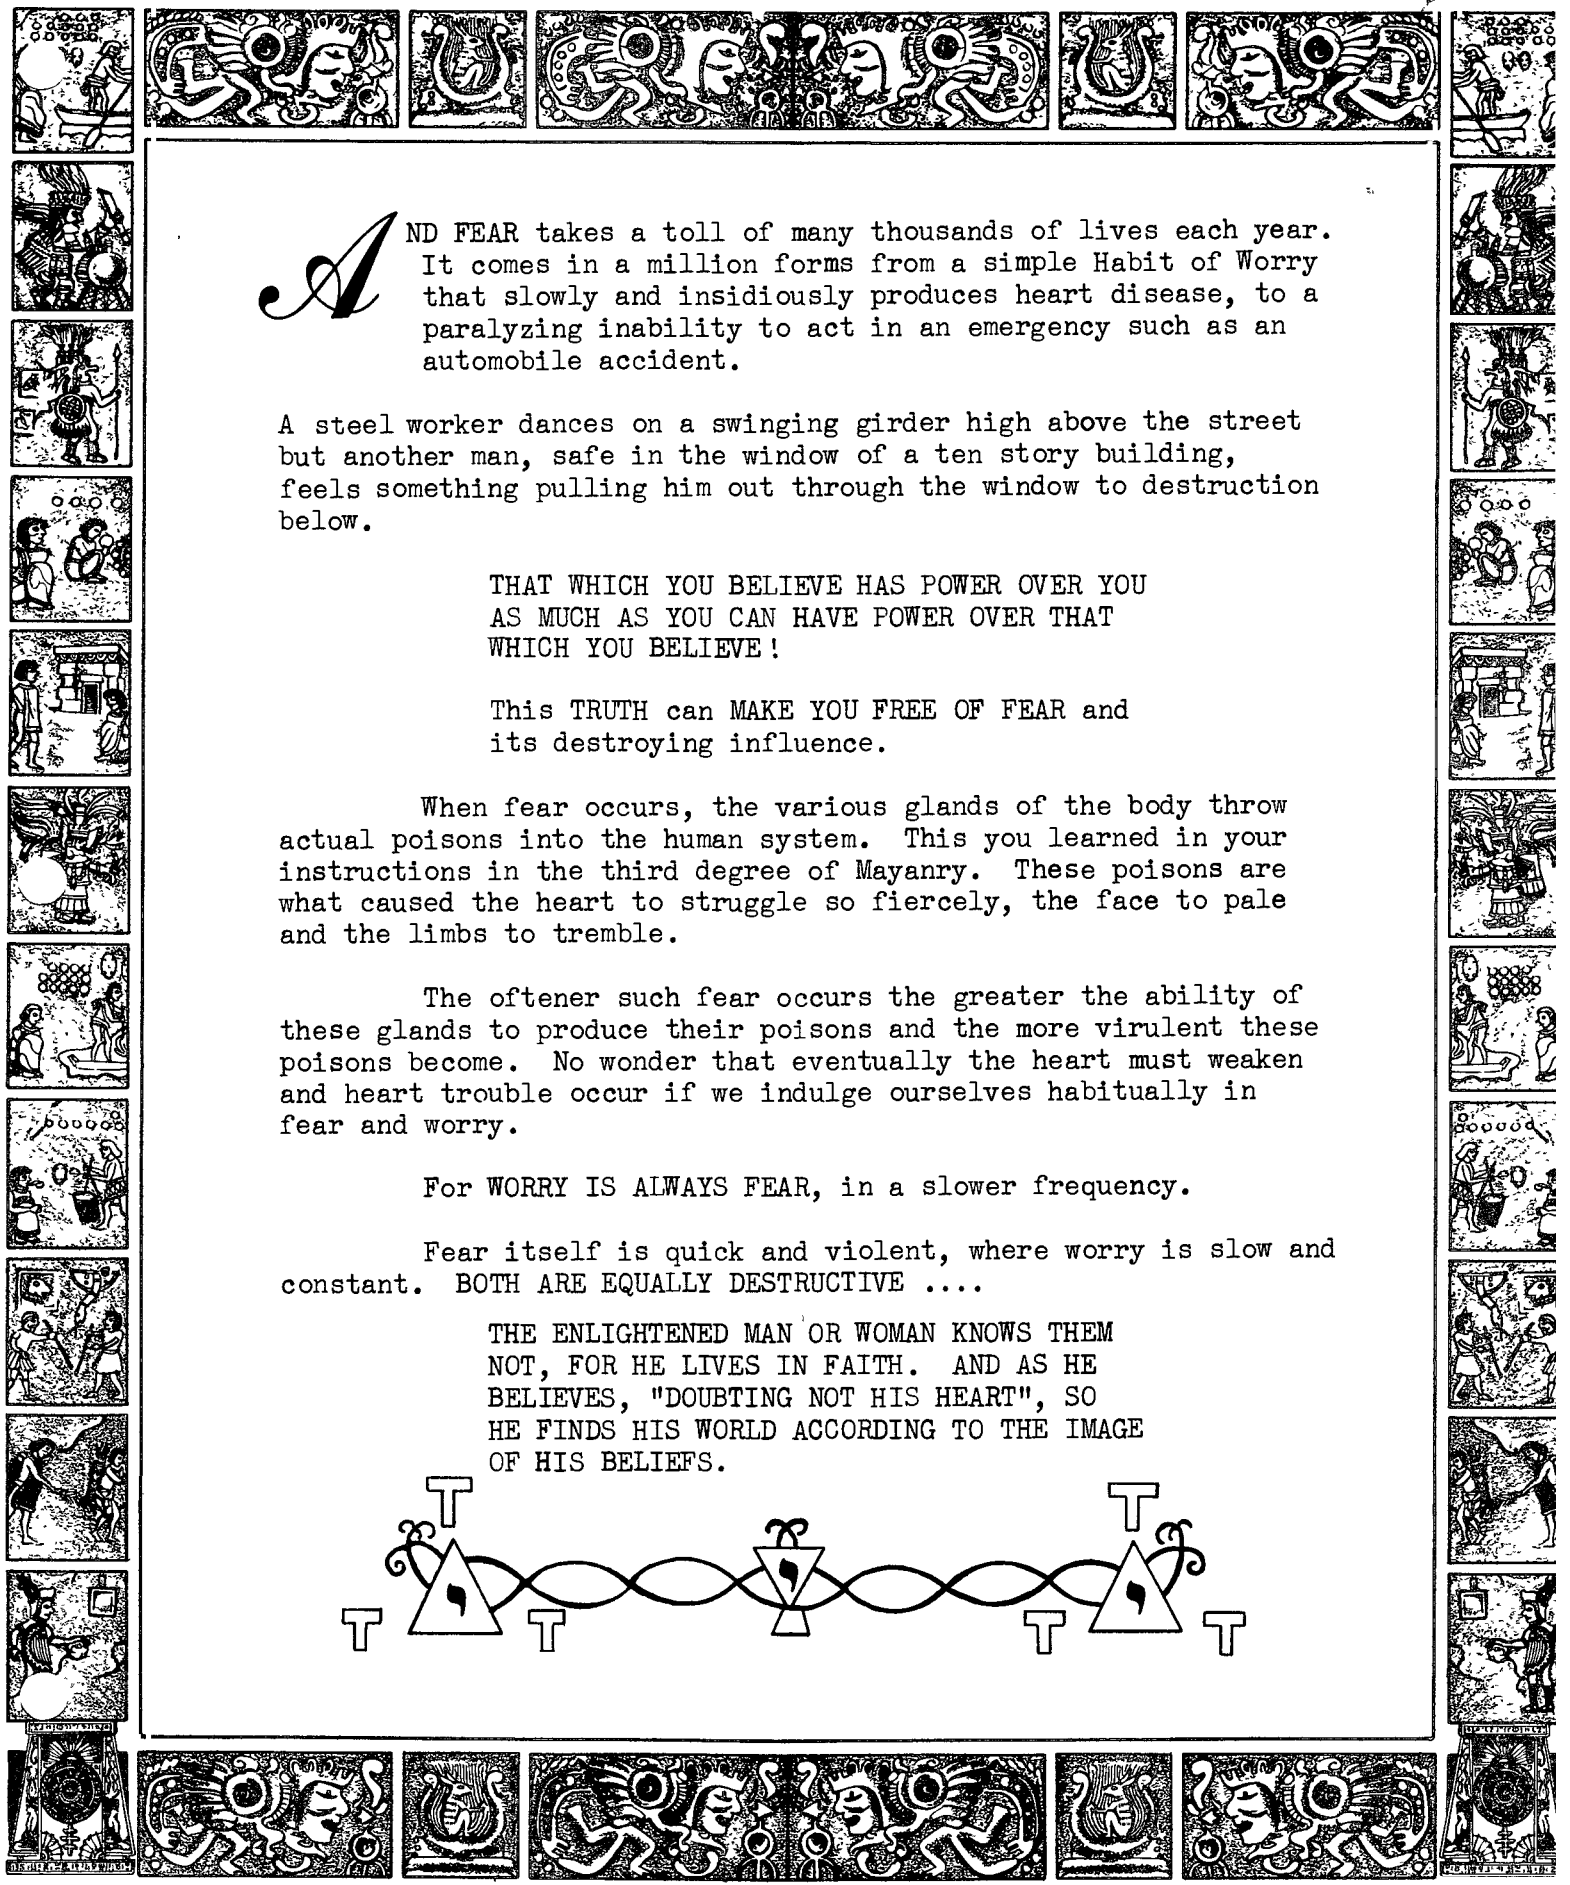 AND FEAR takes a toll of many thousands of lives each year.
It comes in a million forms from a simple Habit of Worry
that slowly and insidiously produces heart disease, to a
paralyzing inability to act in an emergency such as an
automobile accident.
A steel worker dances on a swinging girder high above the street
but another man, safe in the window of a ten story building,
feels something pulling him out through the window to destruction
below.
THAT WHICH YOU BELIEVE HAS POWER OVER YOU
AS MUCH AS YOU CAN HAVE POWER OVER THAT
WHICH YOU BELIEVE!
This TRUTH can MAKE YOU FREE OF FEAR and
its destroying influence.
When fear occurs, the various glands of the body throw
actual poisons into the human system. This you learned in your
instructions in the third degree of Mayanry. These poisons are
what caused the heart to struggle so fiercely, the face to pale
and the limbs to tremble.
The oftener such fear occurs the greater the ability of
these glands to produce their poisons and the more virulent these
poisons become. No wonder that eventually the heart must weaken
and heart trouble occur if we indulge ourselves habitually in
fear and worry.
For WORRY IS ALWAYS FEAR, in a slower frequency.
Fear itself is quick and violent, where worry is slow and
constant. BOTH ARE EQUALLY DESTRUCTIVE ....
THE ENLIGHTENED MAN OR WOMAN KNOWS THEM
NOT, FOR HE LIVES IN FAITH. AND AS HE
BELIEVES, "DOUBTING NOT HIS HEART", SO
HE FINDS HIS WORLD ACCORDING TO THE IMAGE
OF HIS BELIEFS.
T T
י י י
T T T T